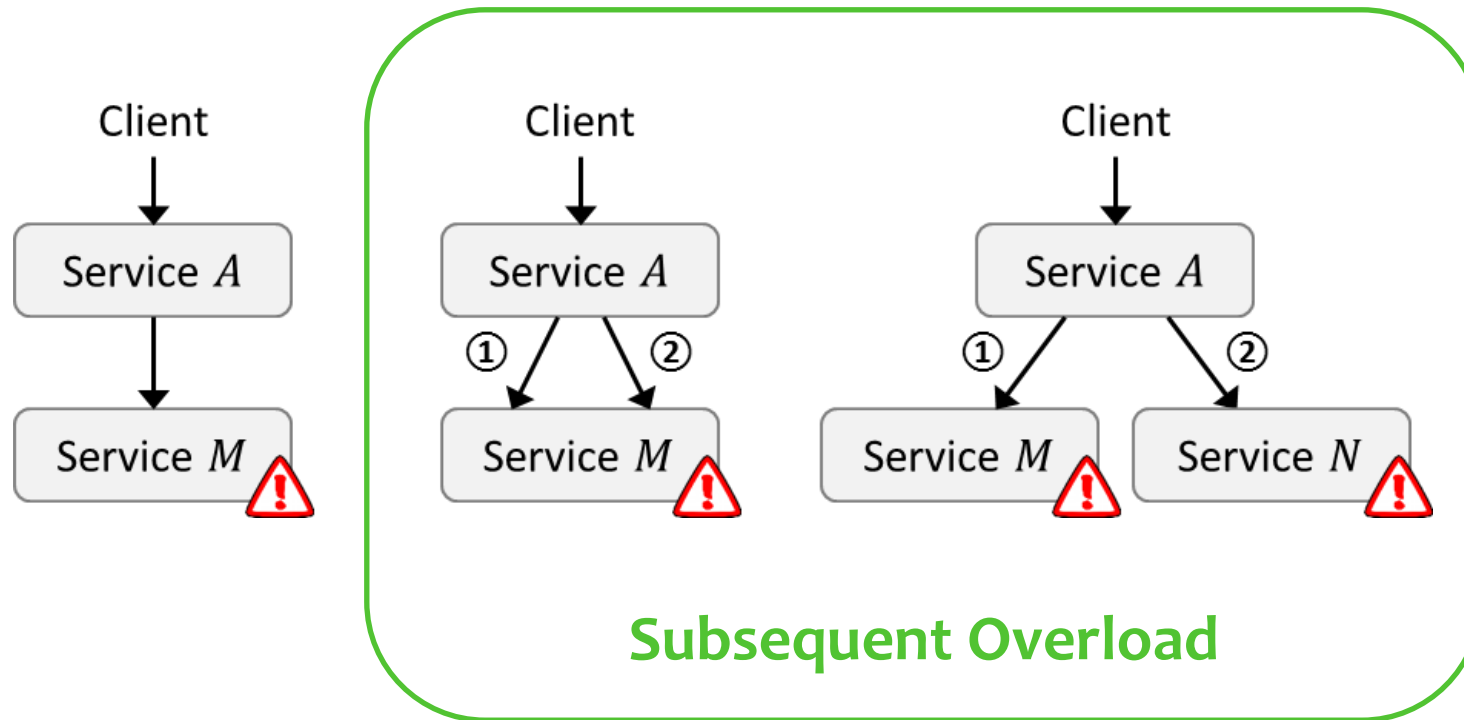 Client
Service A
Service M
Client
Service A
① ②
Service M
Client
Service A
① ②
Service M
Service N
Subsequent Overload